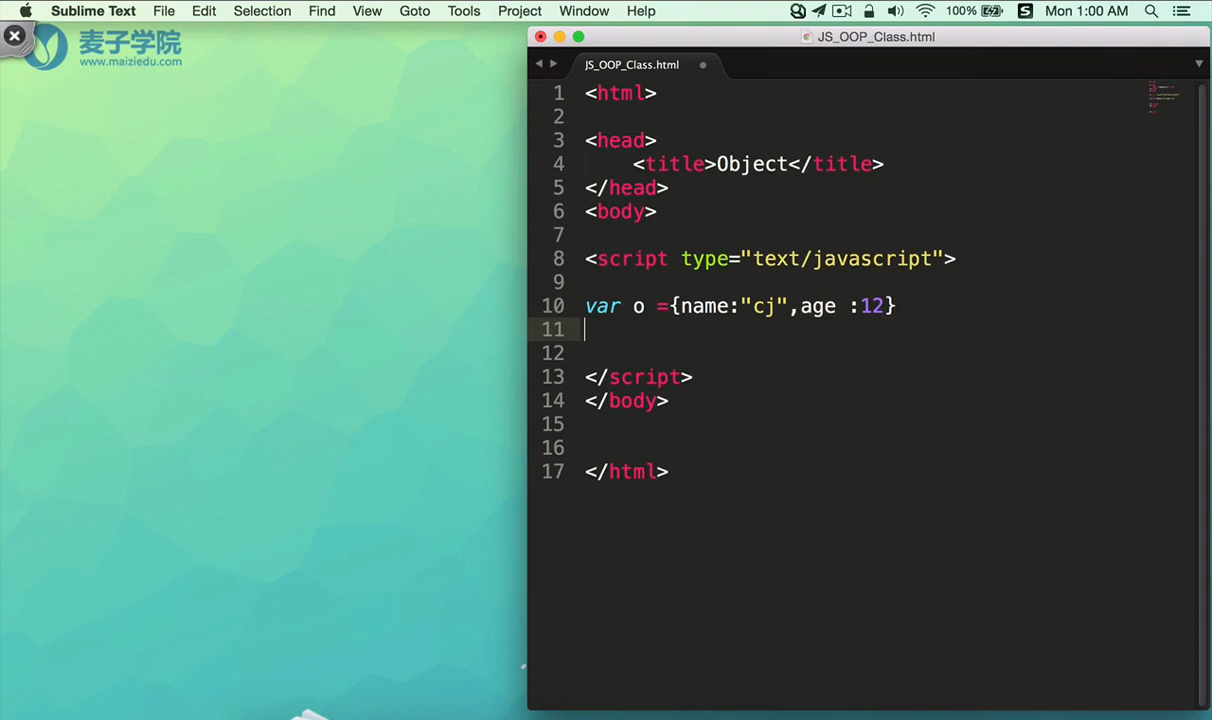 Sublime Text File Edit Selection Find View Goto Tools Project Window Help 100% Mon 1:00 AM
麦子学院
www.maiziedu.com
JS_OOP_Class.html
JS_OOP_Class.html
1 <html>
2
3 <head>
4 <title>Object</title>
5 </head>
6 <body>
7
8 <script type="text/javascript">
9
10 var o ={name:"cj",age :12}
11
12
13 </script>
14 </body>
15
16
17 </html>